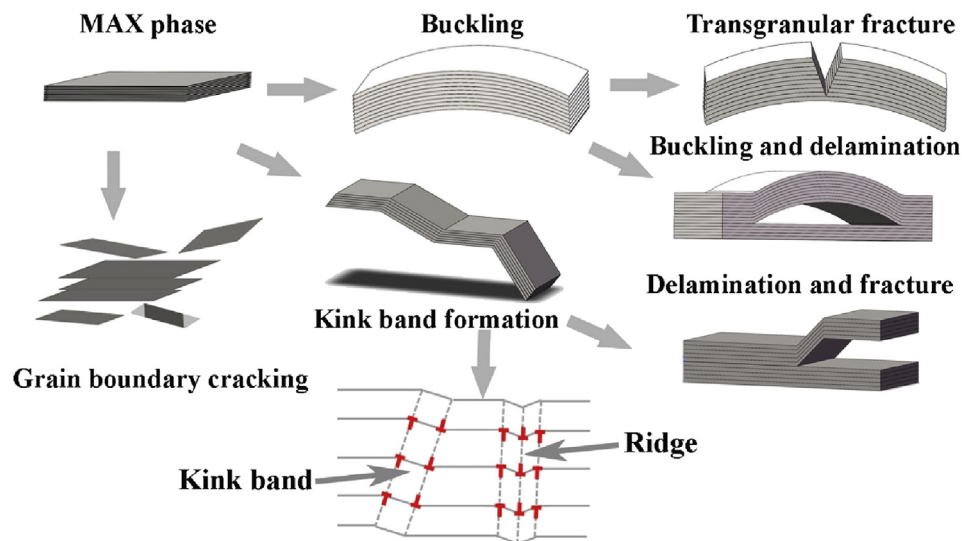 MAX phase
Buckling
Transgranular fracture
Buckling and delamination
Kink band formation
Delamination and fracture
Grain boundary cracking
Kink band
Ridge